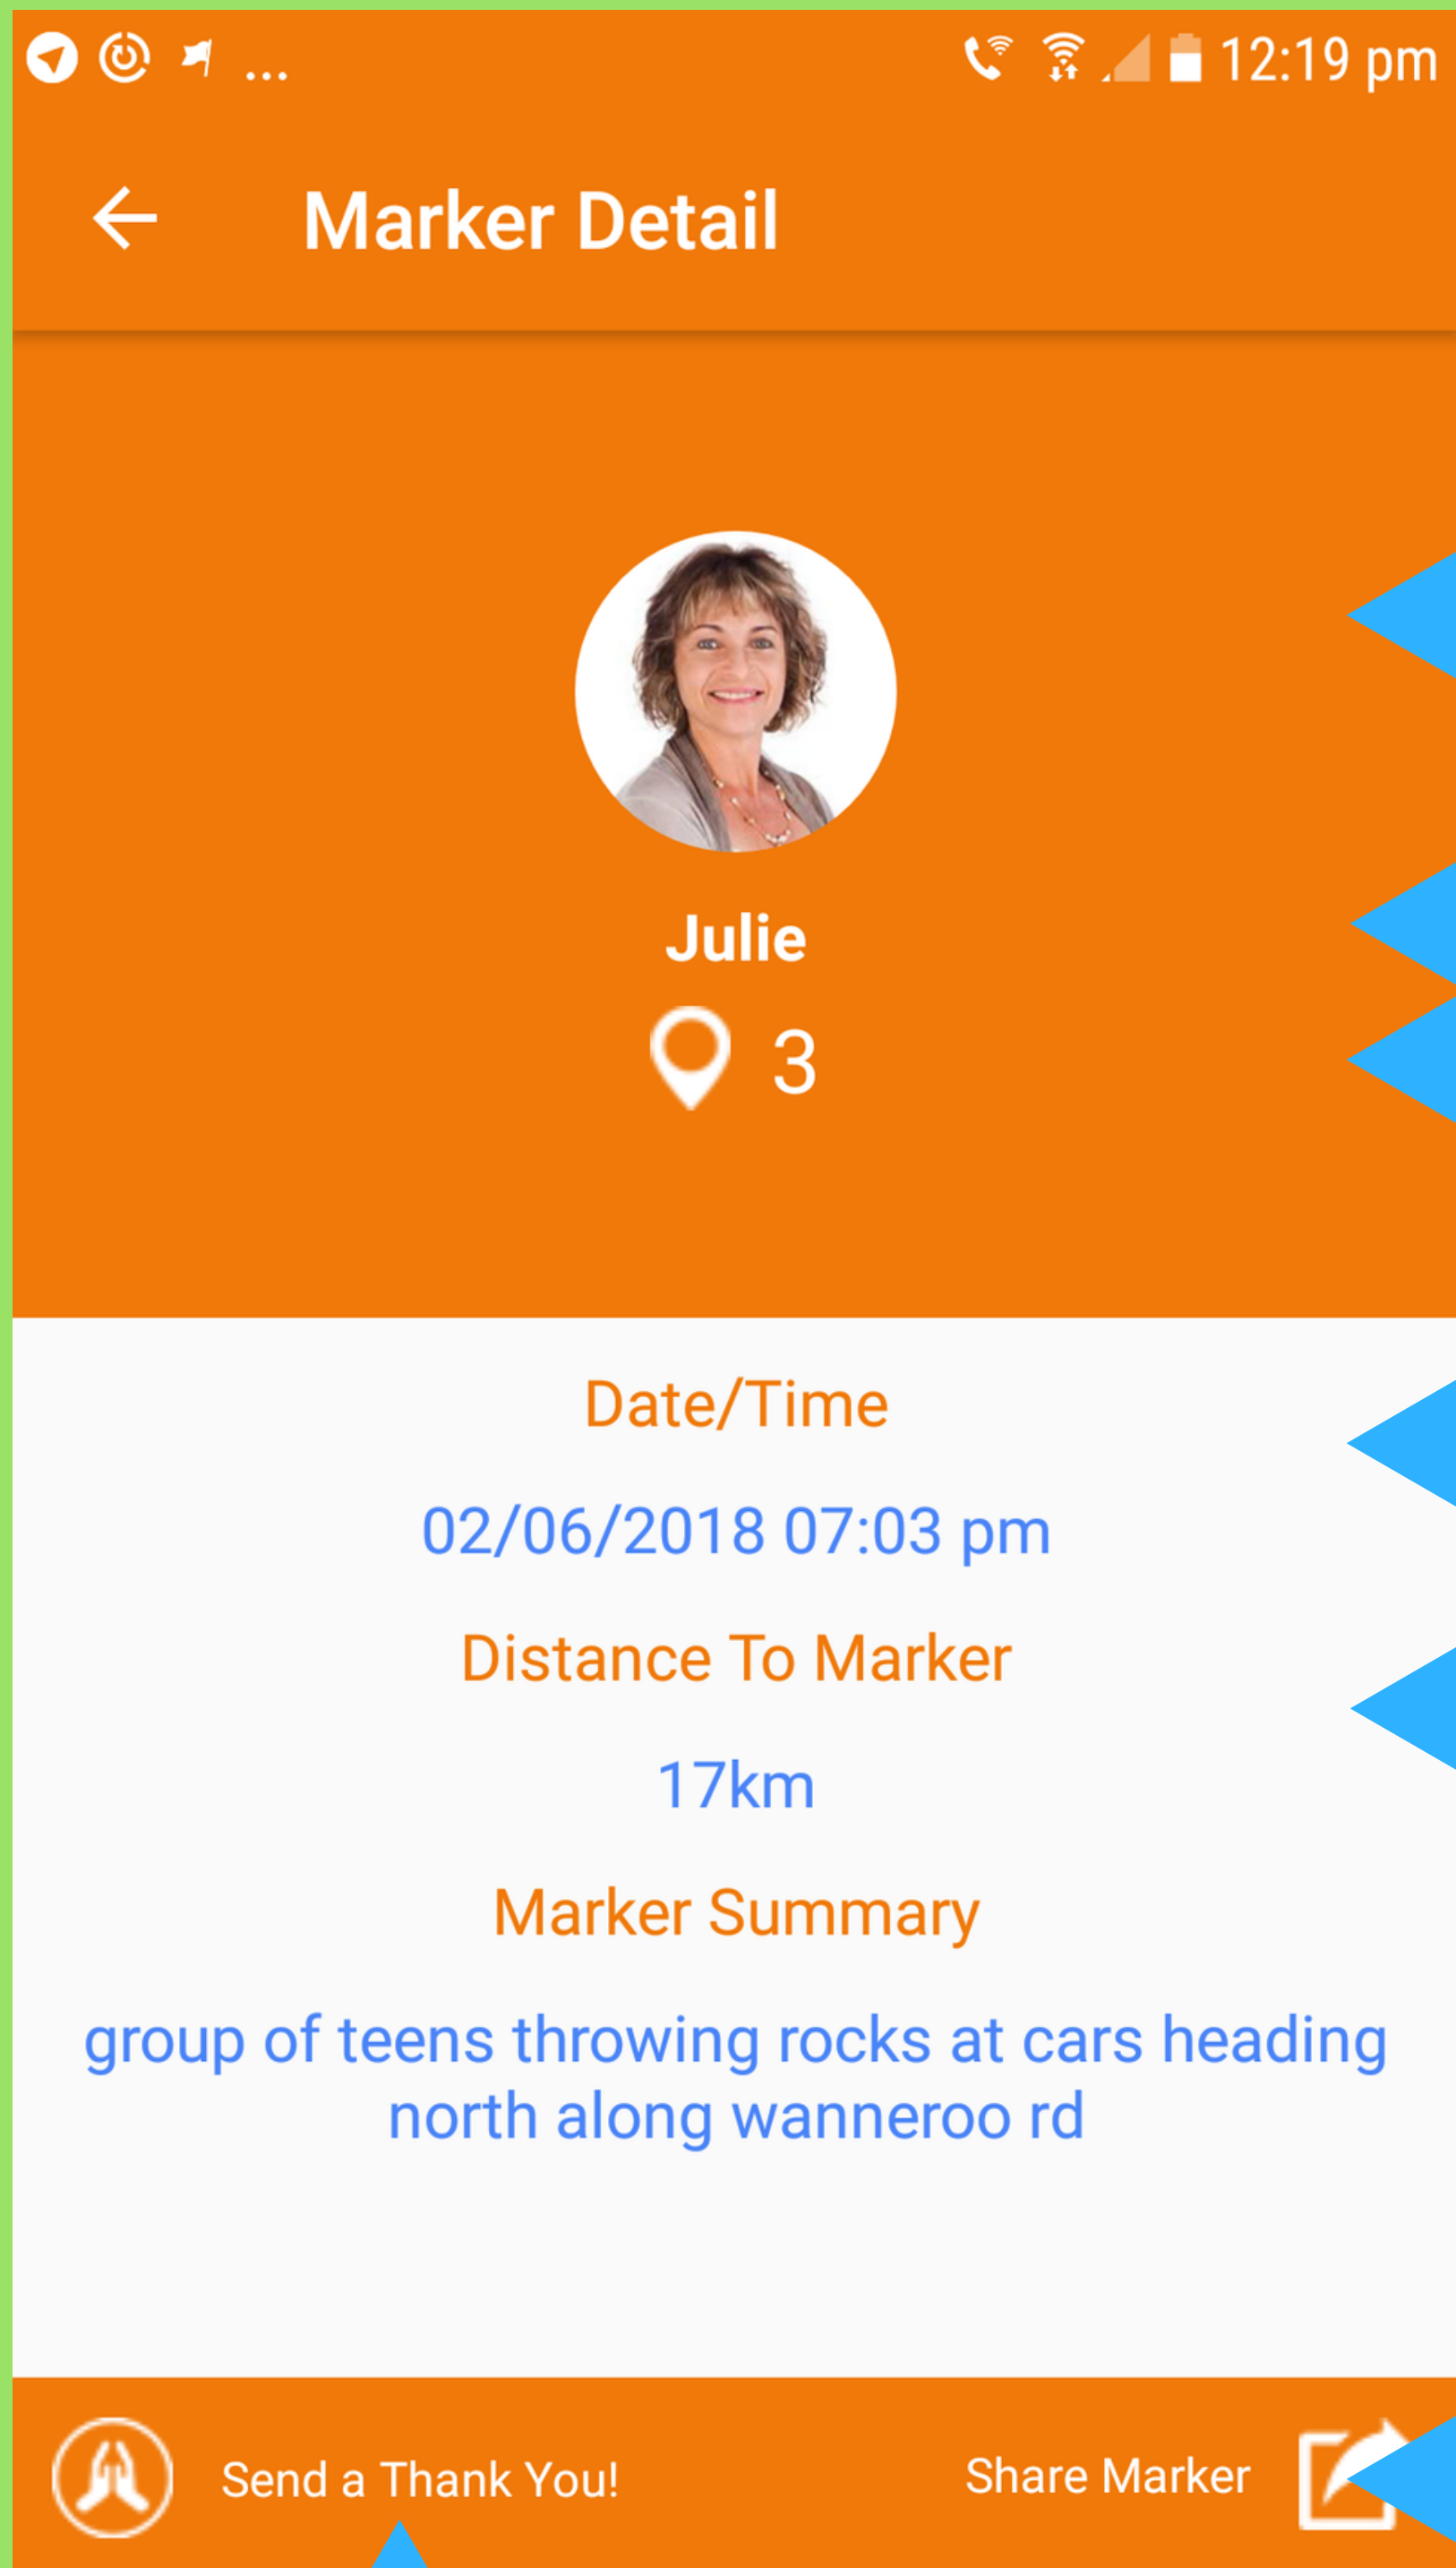 ... 12:19 pm
Marker Detail
Julie
3
Date/Time
02/06/2018 07:03 pm
Distance To Marker
17km
Marker Summary
group of teens throwing rocks at cars heading
north along wanneroo rd
Send a Thank You! Share Marker